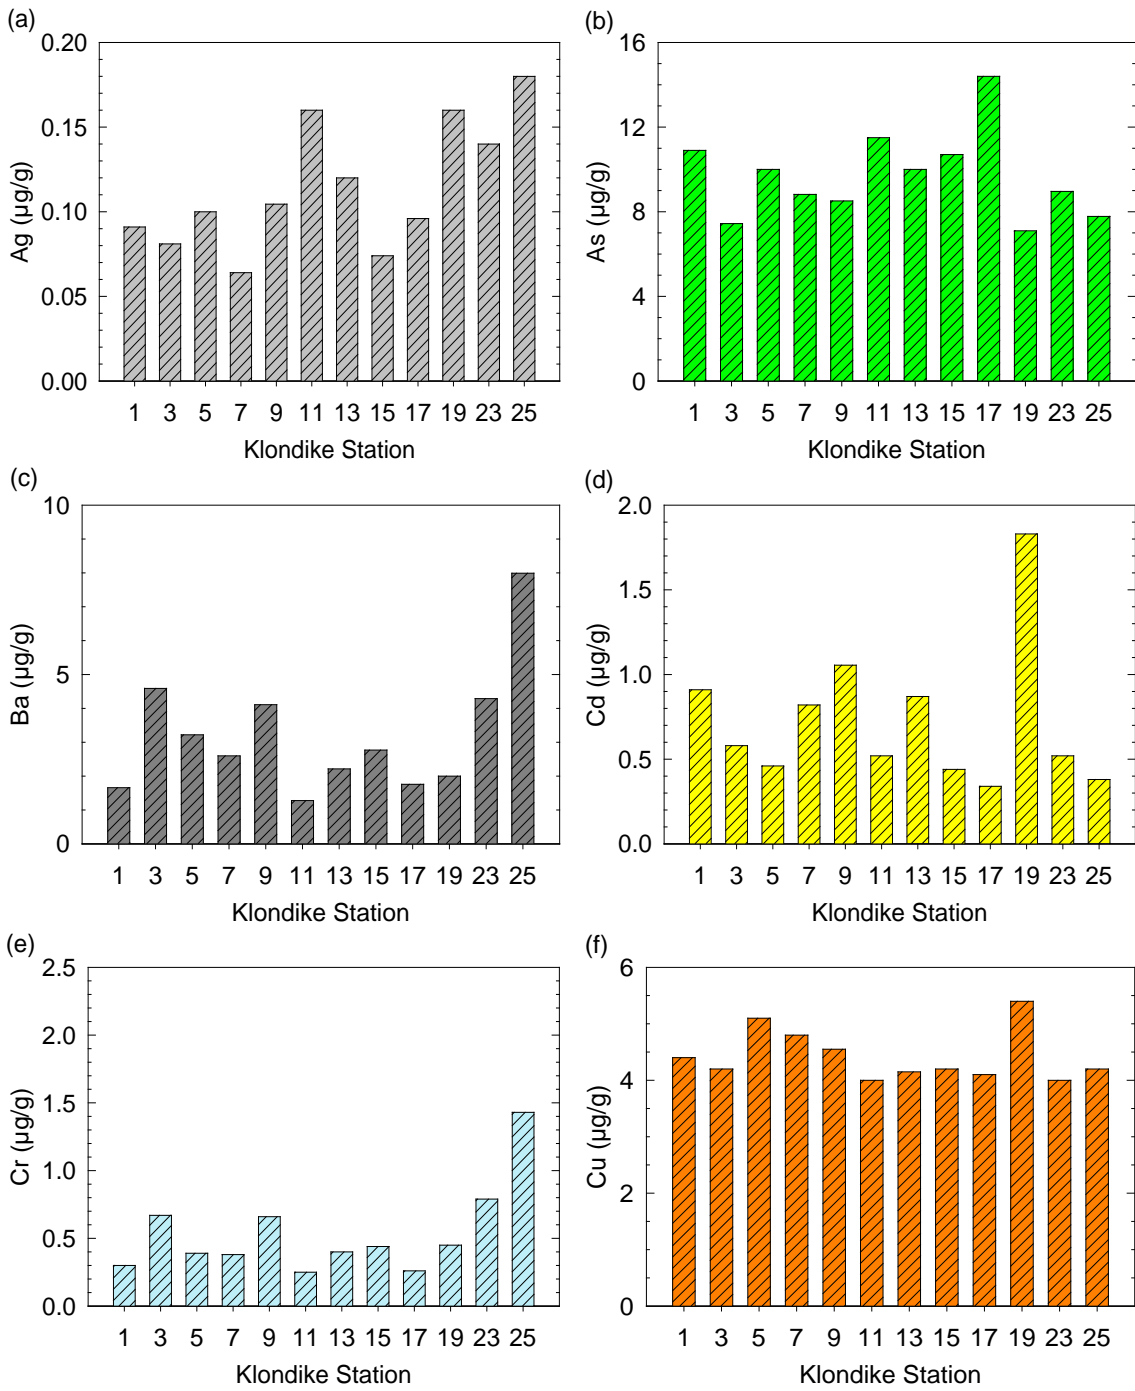 (a)
0.20
0.15
0.10
0.05
0.00
Ag (µg/g)
1 3 5 7 9 11 13 15 17 19 23 25
Klondike Station
(b)
16
12
8
4
0
As (µg/g)
1 3 5 7 9 11 13 15 17 19 23 25
Klondike Station
(c)
10
5
0
Ba (µg/g)
1 3 5 7 9 11 13 15 17 19 23 25
Klondike Station
(d)
2.0
1.5
1.0
0.5
0.0
Cd (µg/g)
1 3 5 7 9 11 13 15 17 19 23 25
Klondike Station
(e)
2.5
2.0
1.5
1.0
0.5
0.0
Cr (µg/g)
1 3 5 7 9 11 13 15 17 19 23 25
Klondike Station
(f)
6
4
2
0
Cu (µg/g)
1 3 5 7 9 11 13 15 17 19 23 25
Klondike Station